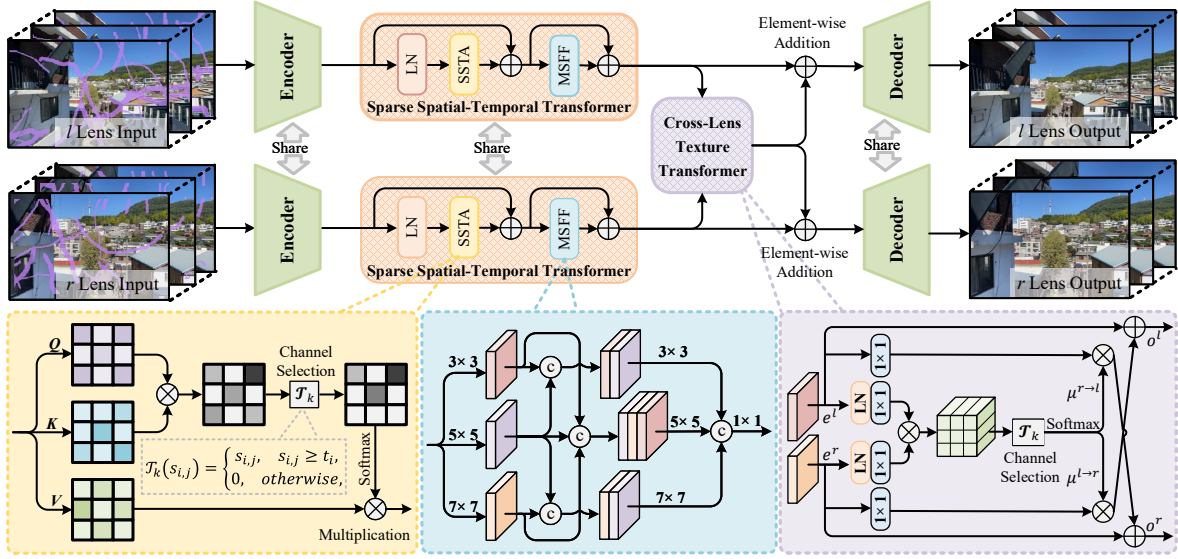 l Lens Input
Encoder
LN
SSTA
MSFF
Sparse Spatial-Temporal Transformer
Element-wise
Addition
Decoder
l Lens Output
Share
Share
Cross-Lens
Texture
Transformer
Share
r Lens Input
Encoder
LN
SSTA
MSFF
Sparse Spatial-Temporal Transformer
Element-wise
Addition
Decoder
r Lens Output
Q
K
V
Channel
Selection
𝒯k
𝒯k(si,j) = { si,j, si,j ≥ ti,
0, otherwise,
Softmax
Multiplication
3× 3
5× 5
7× 7
c
c
c
3× 3
5× 5
7× 7
c
1× 1
e^l
e^r
LN
LN
1×1
1×1
1×1
1×1
𝒯k
Channel
Selection
Softmax
μ^r→l
μ^l→r
o^l
o^r